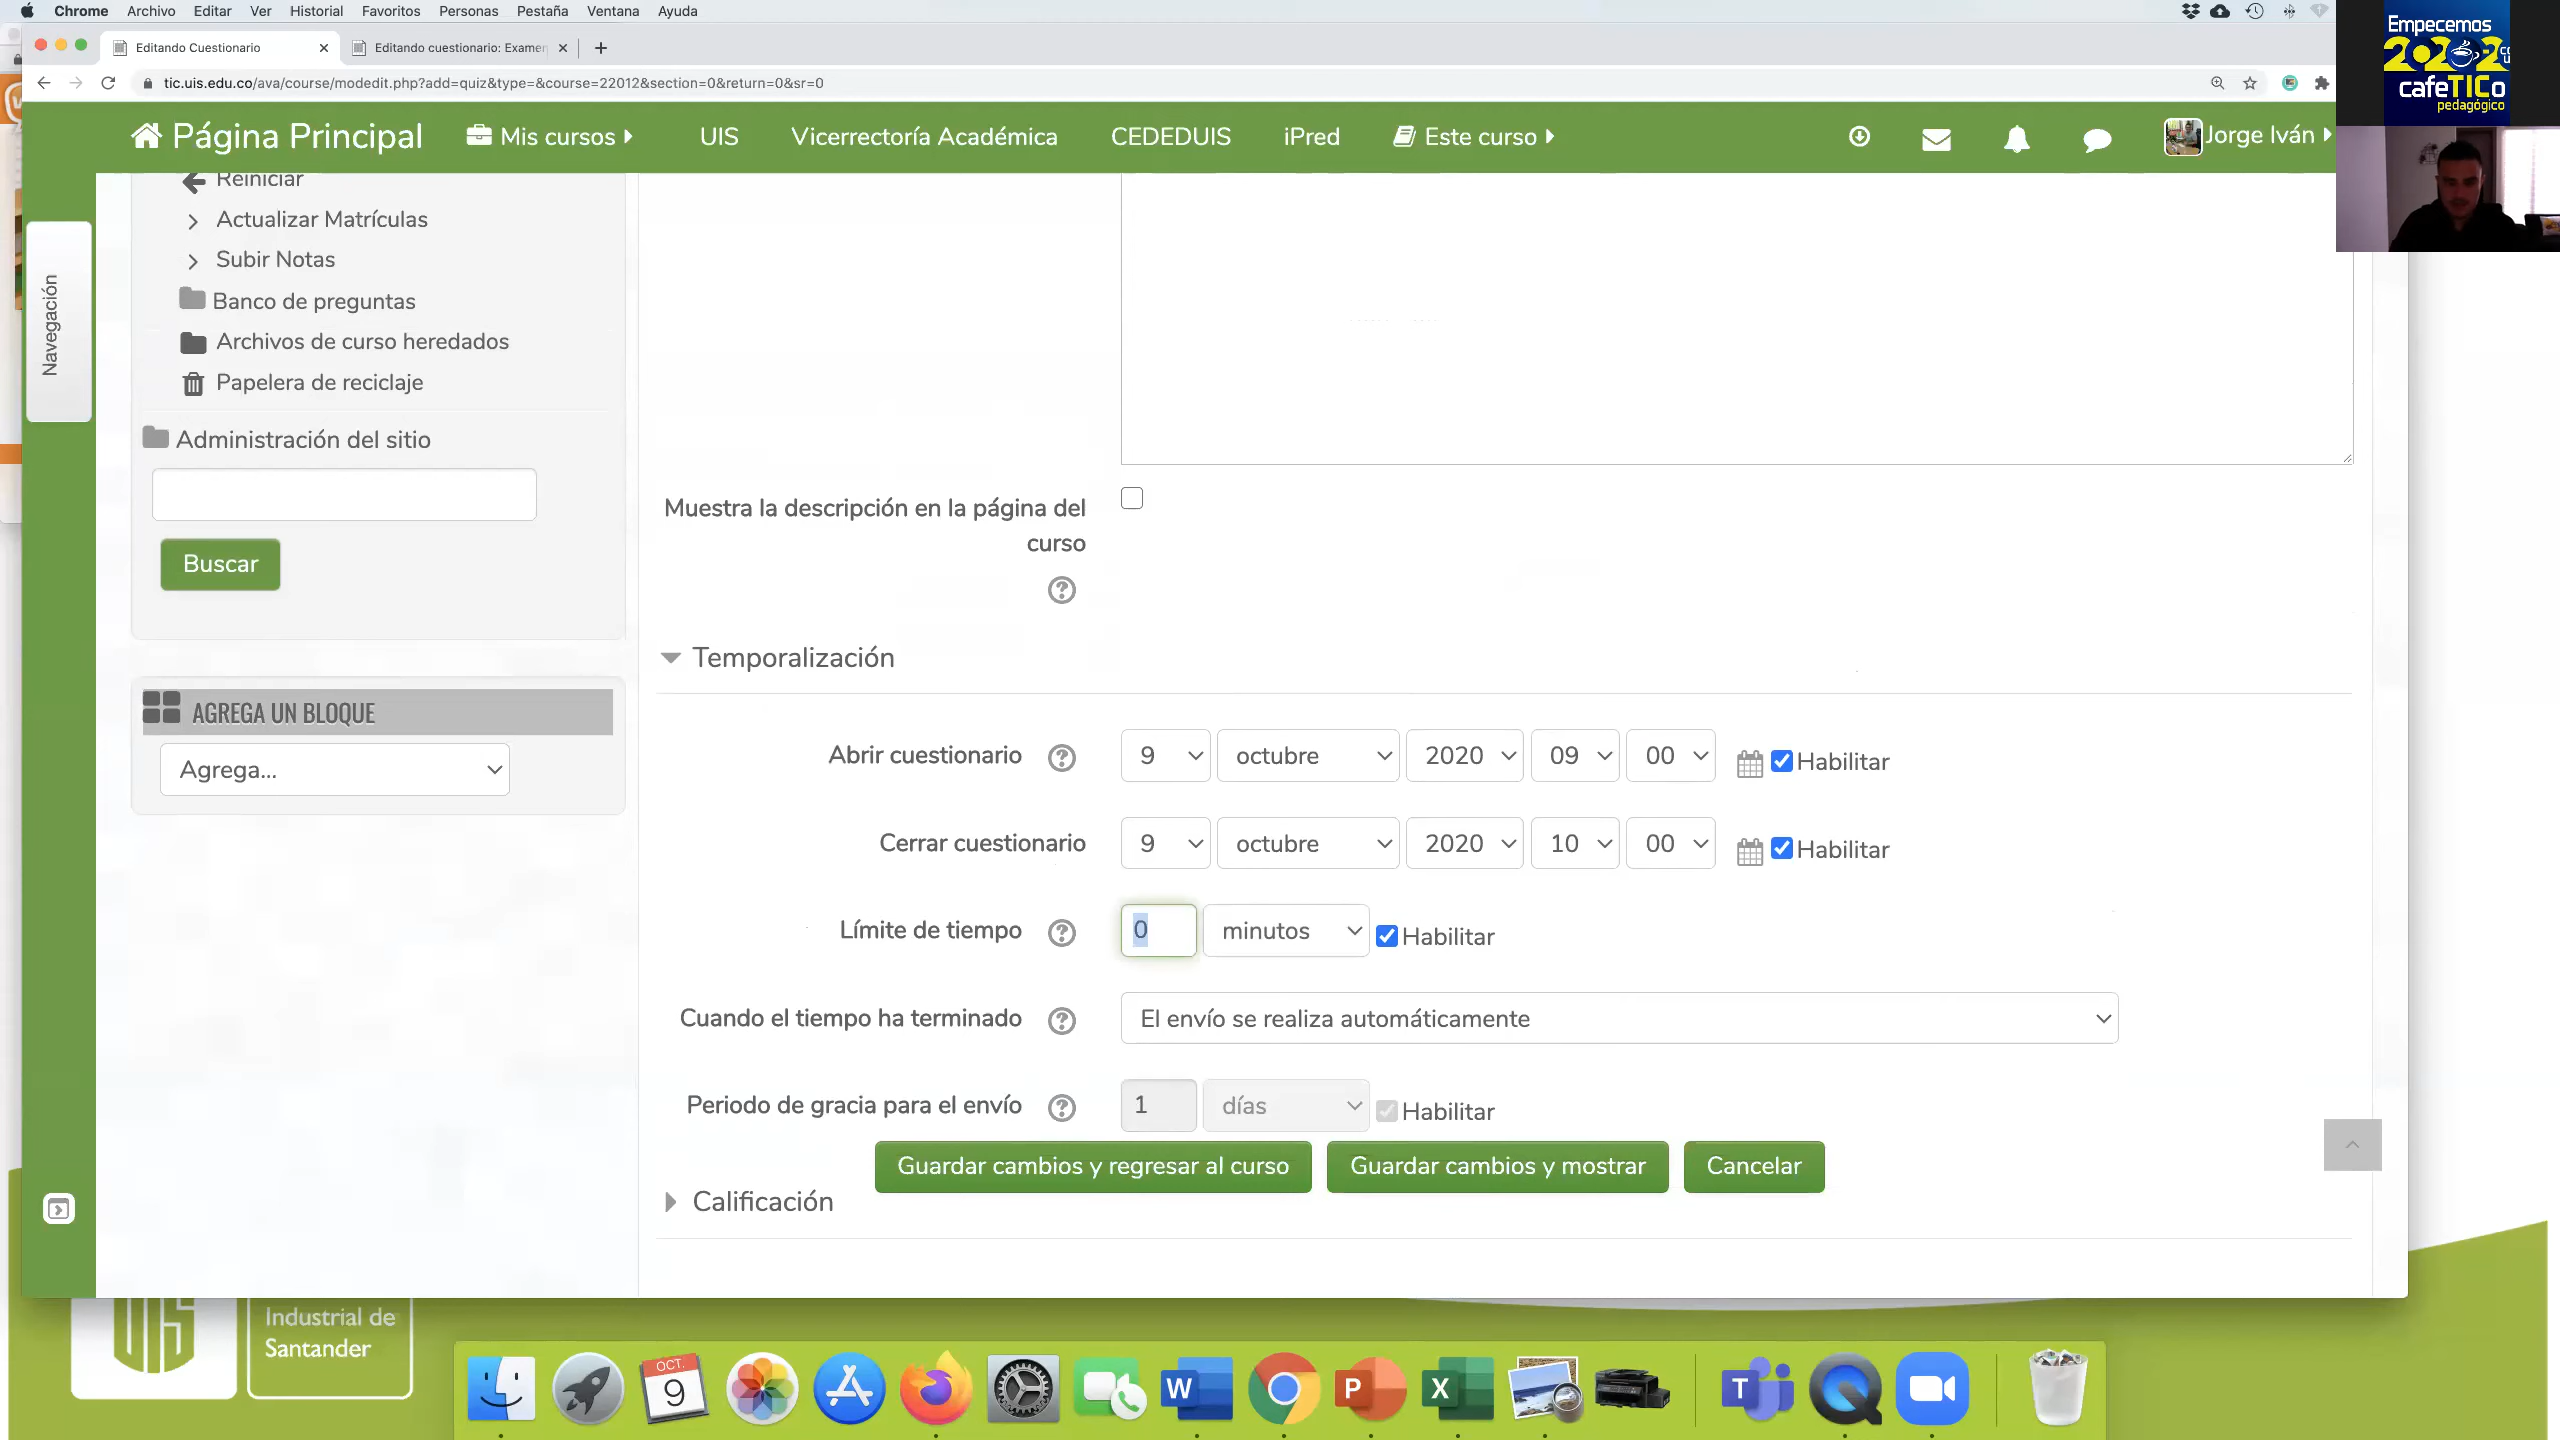 Chrome Archivo Editar Ver Historial Favoritos Personas Pestaña Ventana Ayuda
Editando Cuestionario
Editando cuestionario: Examen
tic.uis.edu.co/ava/course/modedit.php?add=quiz&type=&course=22012&section=0&return=0&sr=0
Empecemos
2020-2
cafeTICo
pedagógico
Página Principal Mis cursos UIS Vicerrectoría Académica CEDEDUIS iPred Este curso Jorge Iván
Navegación
Reiniciar
Actualizar Matrículas
Subir Notas
Banco de preguntas
Archivos de curso heredados
Papelera de reciclaje
Administración del sitio
Buscar
AGREGA UN BLOQUE
Agrega...
Muestra la descripción en la página del
curso
Temporalización
Abrir cuestionario 9 octubre 2020 09 00 Habilitar
Cerrar cuestionario 9 octubre 2020 10 00 Habilitar
Límite de tiempo 0 minutos Habilitar
Cuando el tiempo ha terminado El envío se realiza automáticamente
Periodo de gracia para el envío 1 días Habilitar
Guardar cambios y regresar al curso Guardar cambios y mostrar Cancelar
Calificación
UIS
Industrial de
Santander
OCT.
9
W
P
X
T